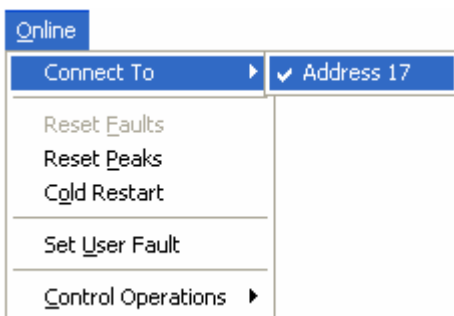 Online
Connect To
Address 17
Reset Faults
Reset Peaks
Cold Restart
Set User Fault
Control Operations